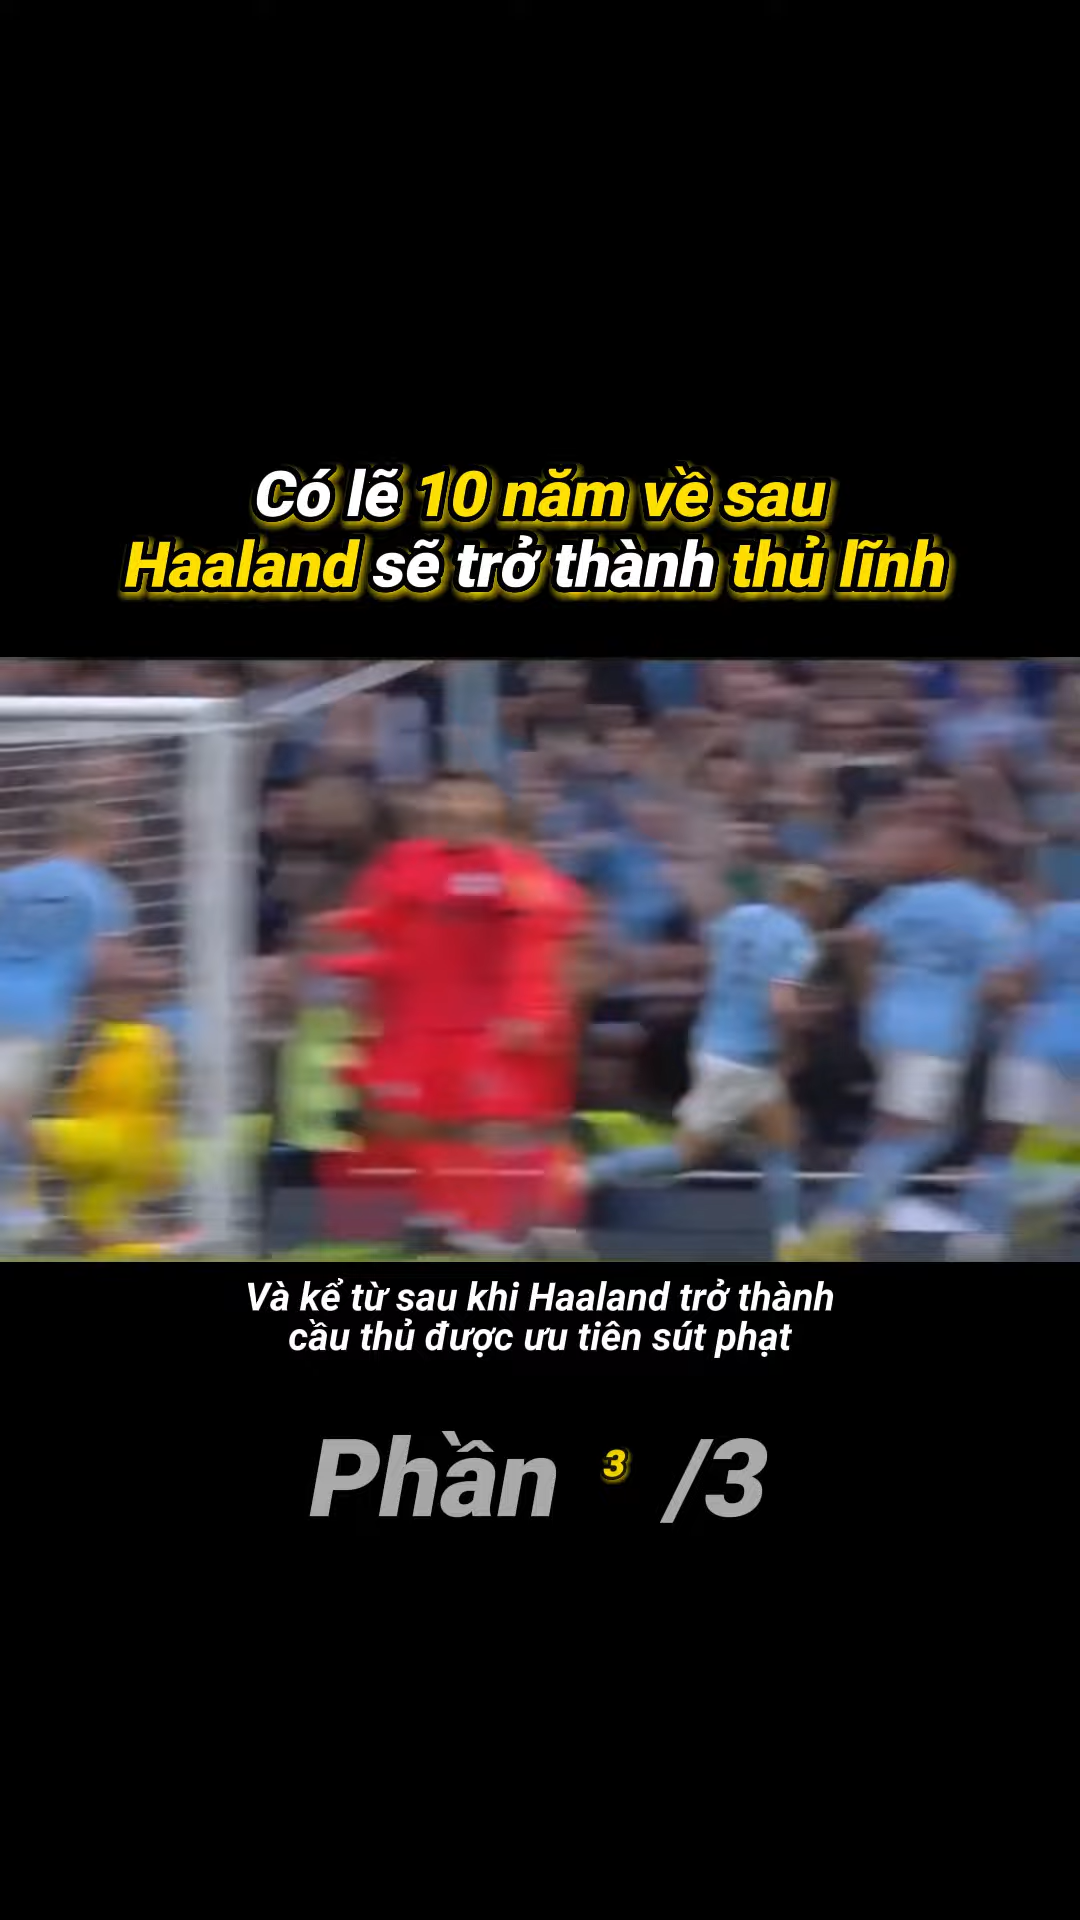 Có lẽ 10 năm về sau
Haaland sẽ trở thành thủ lĩnh
Và kể từ sau khi Haaland trở thành
cầu thủ được ưu tiên sút phạt
Phần 3 /3